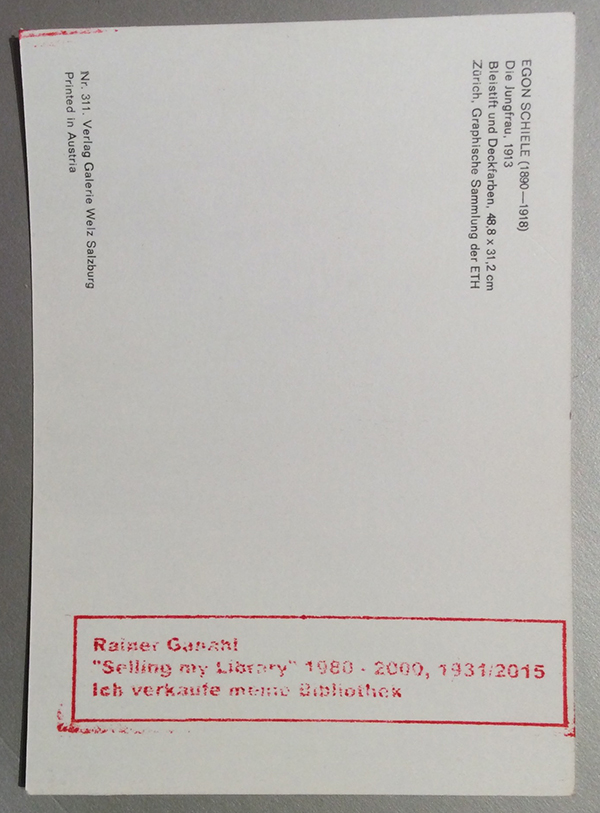 EGON SCHIELE (1890—1918)
Die Jungfrau, 1913
Bleistift und Deckfarben, 48,8 x 31,2 cm
Zürich, Graphische Sammlung der ETH
Nr. 311. Verlag Galerie Welz Salzburg
Printed in Austria
Rainer Ganahl
"Selling my Library" 1980 - 2000, 1931/2015
Ich verkaufe meine Bibliothek